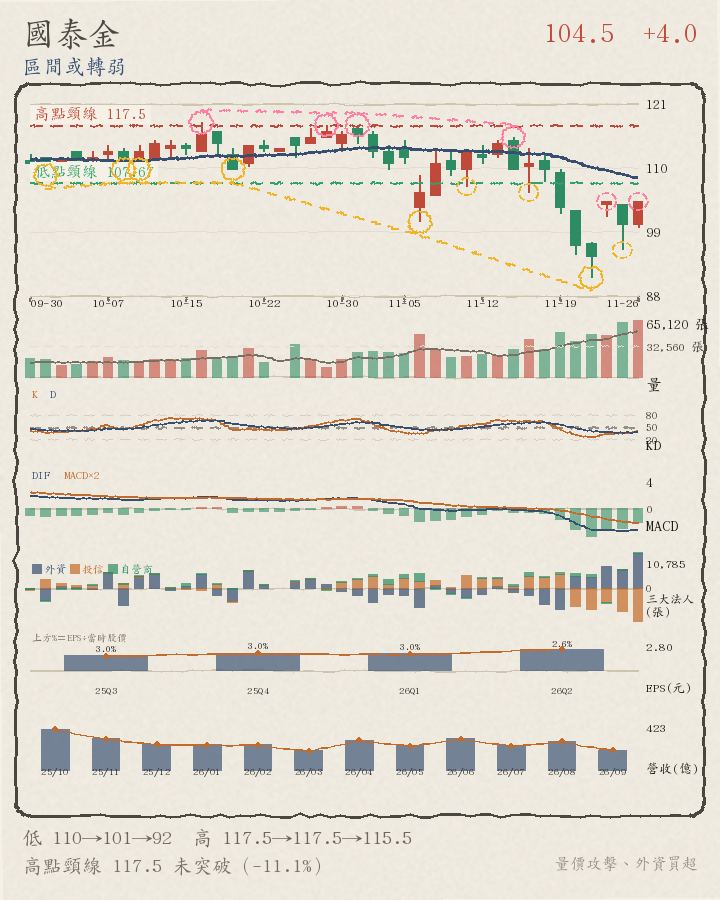 國泰金
104.5 +4.0
區間或轉弱
121
高點頸線 117.5
110
低點頸線 107.67
99
88
09-30 10-07 10-15 10-22 10-30 11-05 11-12 11-19 11-26
65,120 張
32,560 張
量
K D
80
50
20
KD
DIF MACD×2
4
0
MACD
外資 投信 自營商
10,785
0
三大法人
(張)
上方%=EPS÷當時股價
3.0% 3.0% 3.0% 2.6%
2.80
25Q3 25Q4 26Q1 26Q2
EPS(元)
423
25/10 25/11 25/12 26/01 26/02 26/03 26/04 26/05 26/06 26/07 26/08 26/09
營收(億)
低 110→101→92 高 117.5→117.5→115.5
高點頸線 117.5 未突破 (-11.1%)
量價攻擊、外資買超